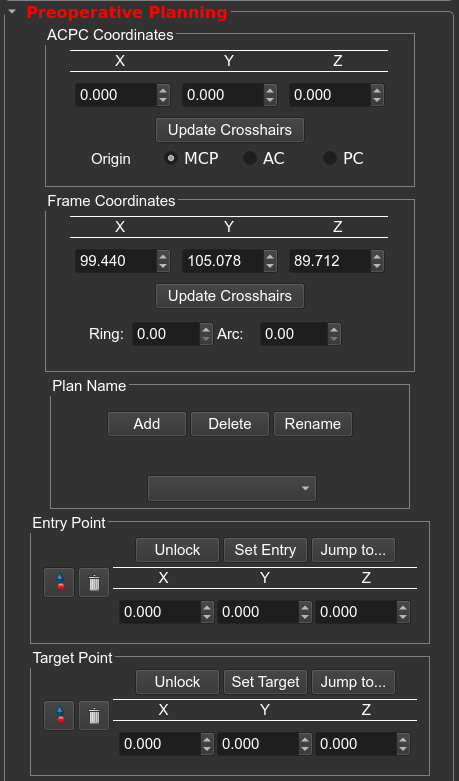 Preoperative Planning
ACPC Coordinates
X Y Z
0.000 0.000 0.000
Update Crosshairs
Origin MCP AC PC
Frame Coordinates
X Y Z
99.440 105.078 89.712
Update Crosshairs
Ring: 0.00 Arc: 0.00
Plan Name
Add Delete Rename
Entry Point
Unlock Set Entry Jump to...
X Y Z
0.000 0.000 0.000
Target Point
Unlock Set Target Jump to...
X Y Z
0.000 0.000 0.000